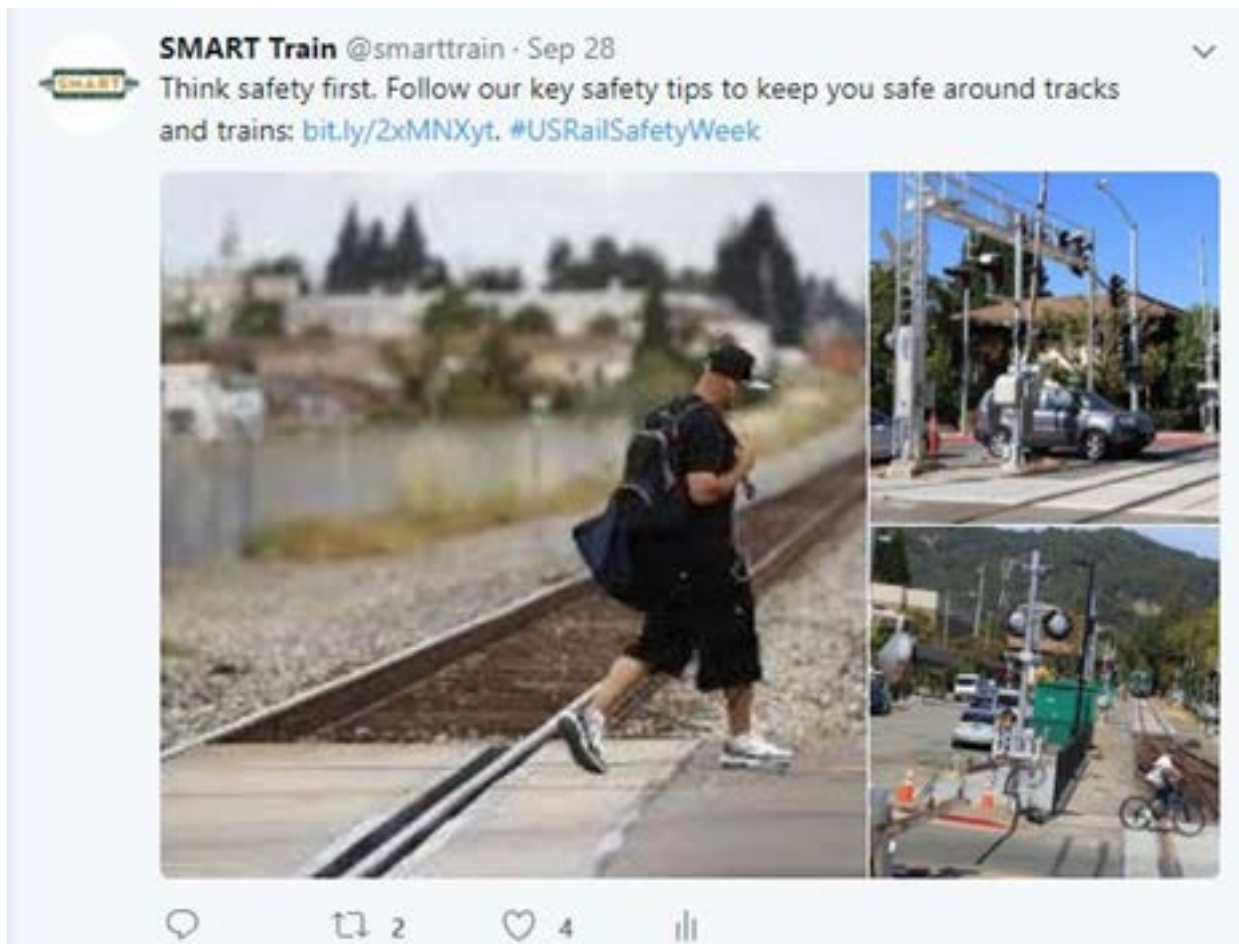 SMART Train @smarttrain · Sep 28
SMART
Think safety first. Follow our key safety tips to keep you safe around tracks
and trains: bit.ly/2xMNXyt. #USRailSafetyWeek
2 4